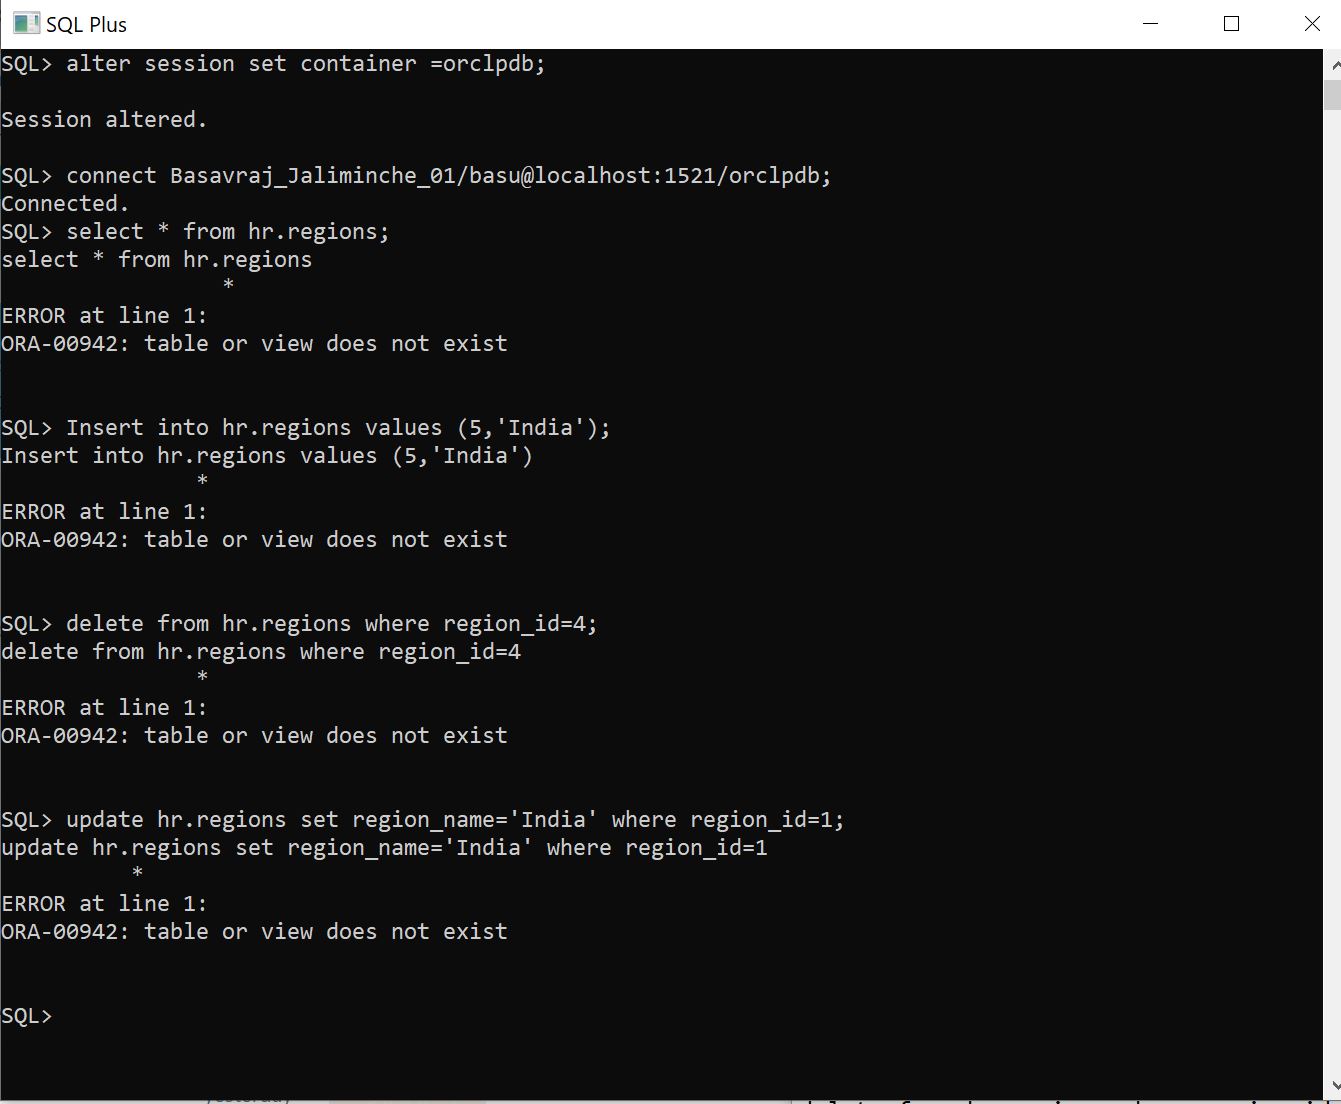 SQL Plus
SQL> alter session set container =orclpdb;
Session altered.
SQL> connect Basavraj_Jaliminche_01/basu@localhost:1521/orclpdb;
Connected.
SQL> select * from hr.regions;
select * from hr.regions
*
ERROR at line 1:
ORA-00942: table or view does not exist
SQL> Insert into hr.regions values (5,'India');
Insert into hr.regions values (5,'India')
*
ERROR at line 1:
ORA-00942: table or view does not exist
SQL> delete from hr.regions where region_id=4;
delete from hr.regions where region_id=4
*
ERROR at line 1:
ORA-00942: table or view does not exist
SQL> update hr.regions set region_name='India' where region_id=1;
update hr.regions set region_name='India' where region_id=1
*
ERROR at line 1:
ORA-00942: table or view does not exist
SQL>